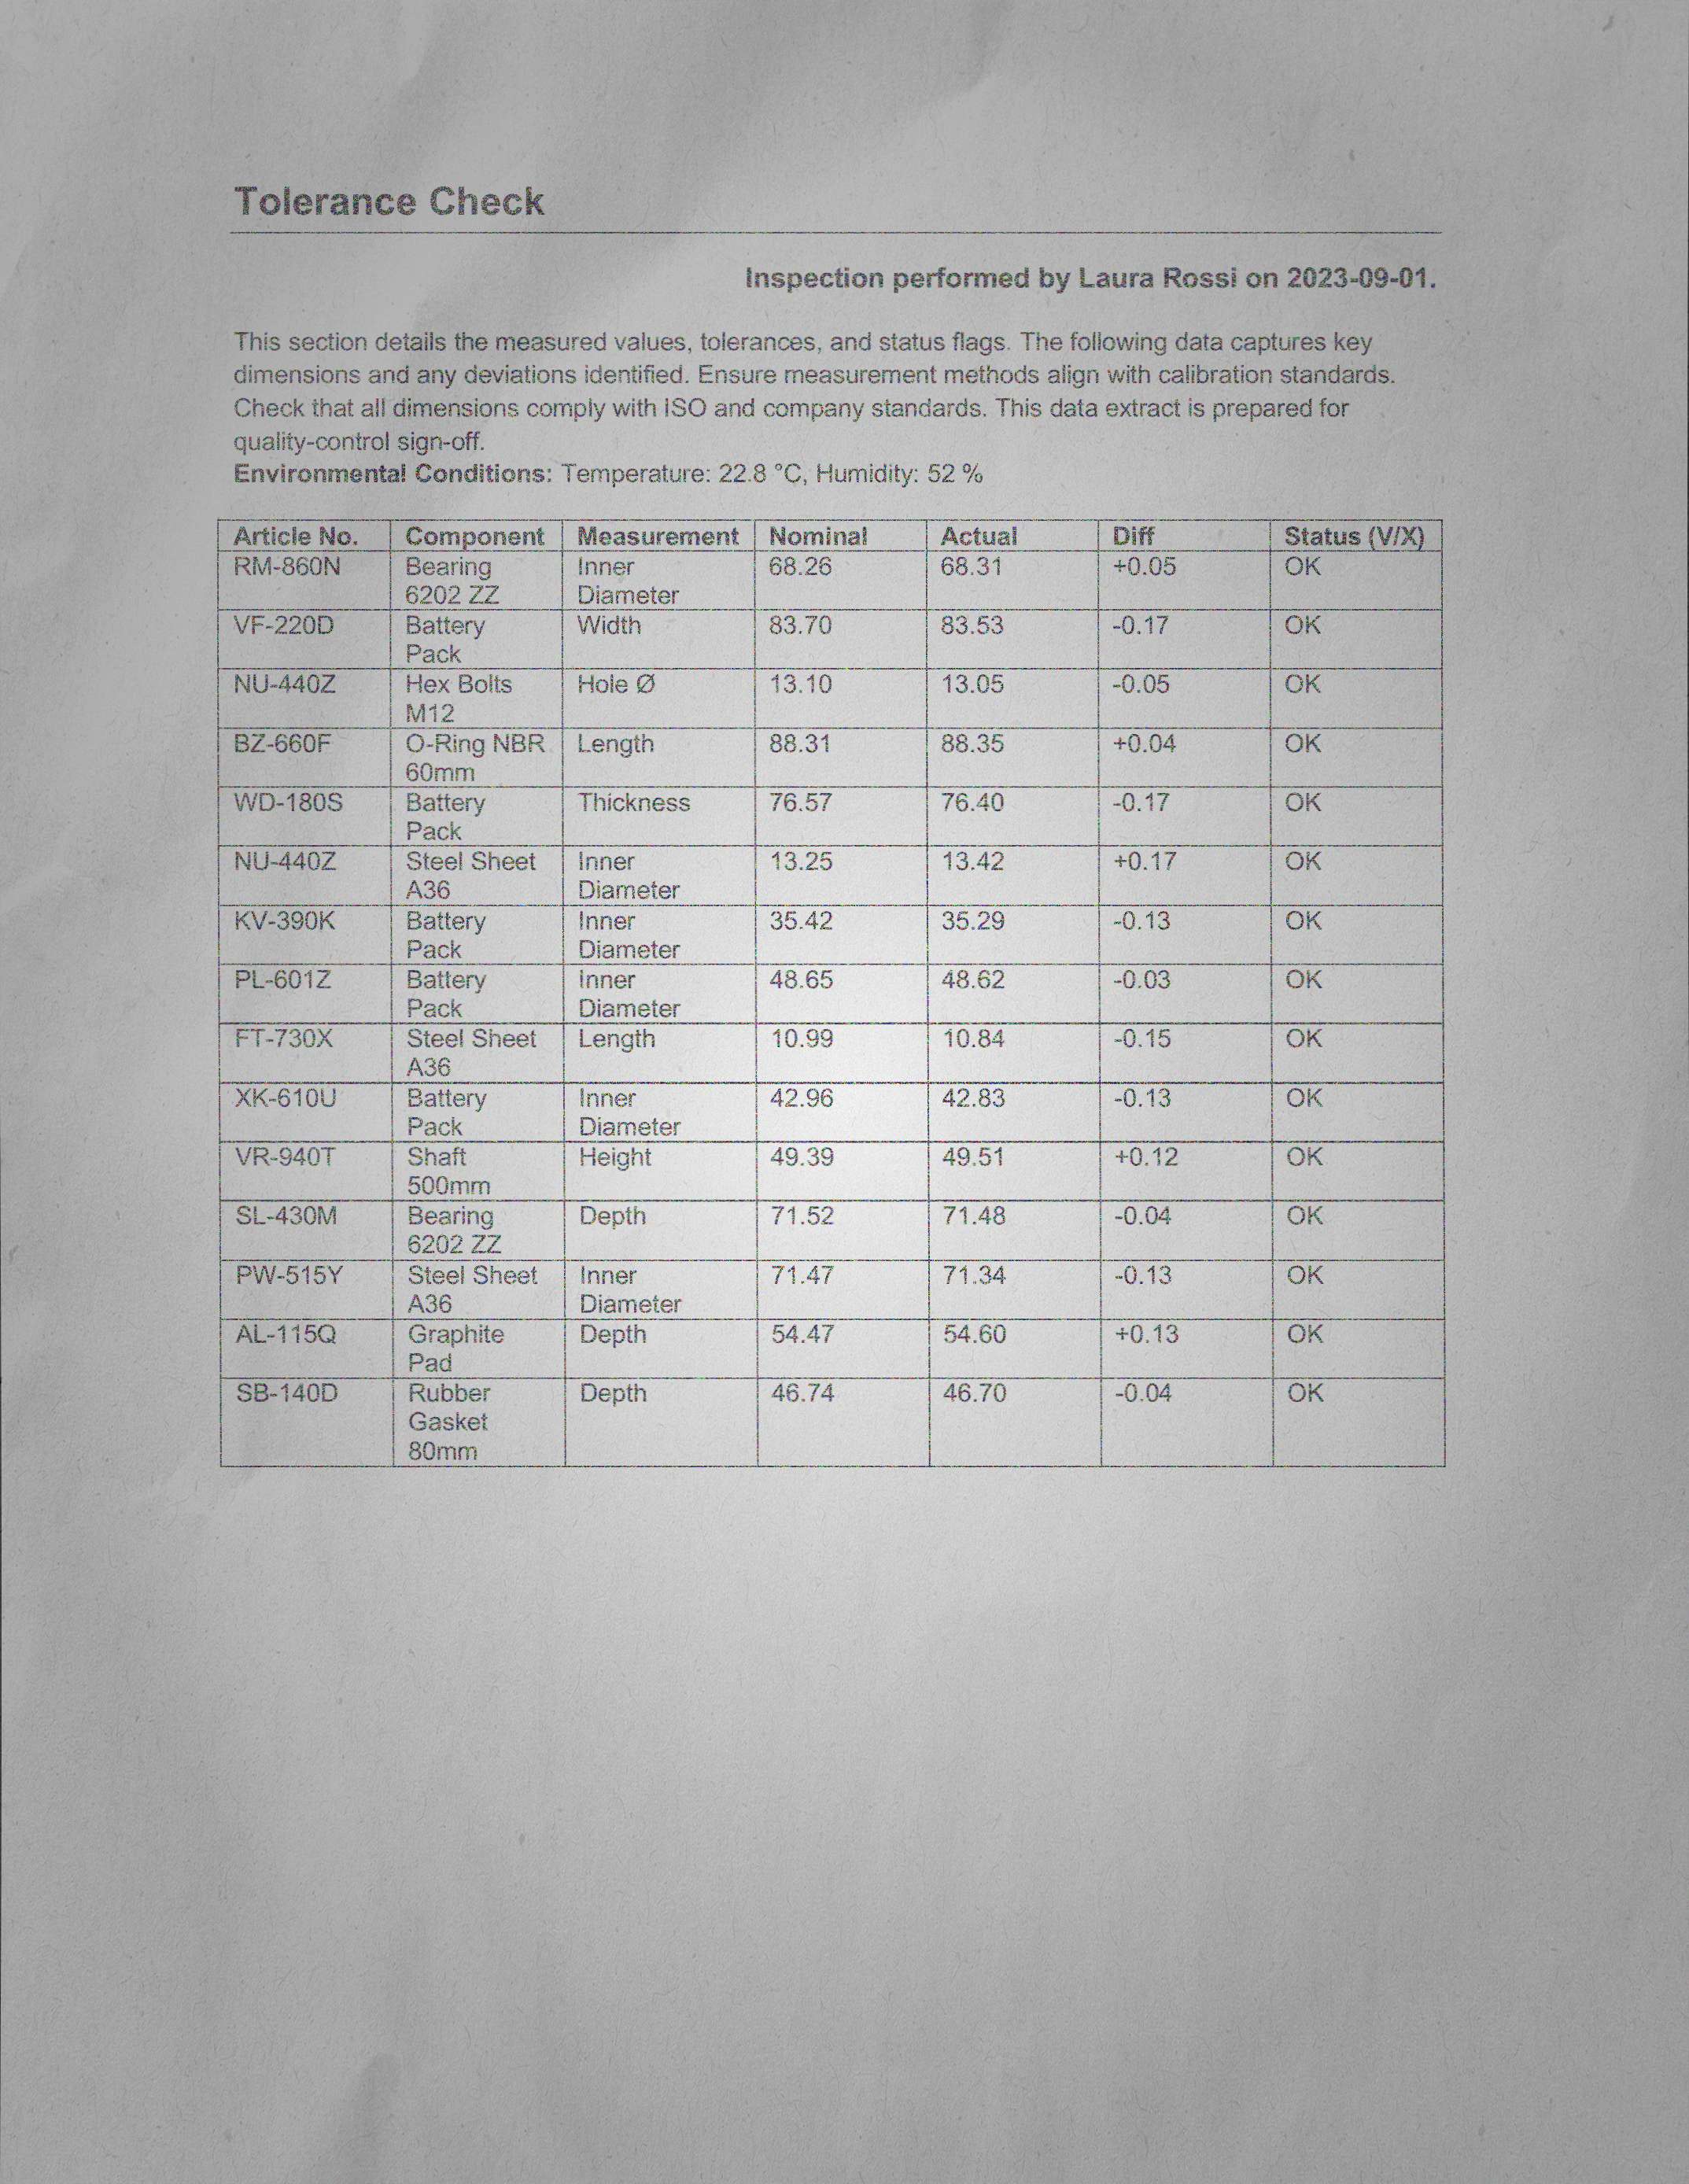 Tolerance Check
Inspection performed by Laura Rossi on 2023-09-01.
This section details the measured values, tolerances, and status flags. The following data captures key
dimensions and any deviations identified. Ensure measurement methods align with calibration standards.
Check that all dimensions comply with ISO and company standards. This data extract is prepared for
quality-control sign-off.
Environmental Conditions: Temperature: 22.8 °C, Humidity: 52 %
Article No. Component Measurement Nominal Actual Diff Status (V/X)
RM-860N Bearing Inner 68.26 68.31 +0.05 OK
6202 ZZ Diameter
VF-220D Battery Width 83.70 83.53 -0.17 OK
Pack
NU-440Z Hex Bolts Hole Ø 13.10 13.05 -0.05 OK
M12
BZ-660F O-Ring NBR Length 88.31 88.35 +0.04 OK
60mm
WD-180S Battery Thickness 76.57 76.40 -0.17 OK
Pack
NU-440Z Steel Sheet Inner 13.25 13.42 +0.17 OK
A36 Diameter
KV-390K Battery Inner 35.42 35.29 -0.13 OK
Pack Diameter
PL-601Z Battery Inner 48.65 48.62 -0.03 OK
Pack Diameter
FT-730X Steel Sheet Length 10.99 10.84 -0.15 OK
A36
XK-610U Battery Inner 42.96 42.83 -0.13 OK
Pack Diameter
VR-940T Shaft Height 49.39 49.51 +0.12 OK
500mm
SL-430M Bearing Depth 71.52 71.48 -0.04 OK
6202 ZZ
PW-515Y Steel Sheet Inner 71.47 71.34 -0.13 OK
A36 Diameter
AL-115Q Graphite Depth 54.47 54.60 +0.13 OK
Pad
SB-140D Rubber Depth 46.74 46.70 -0.04 OK
Gasket
80mm